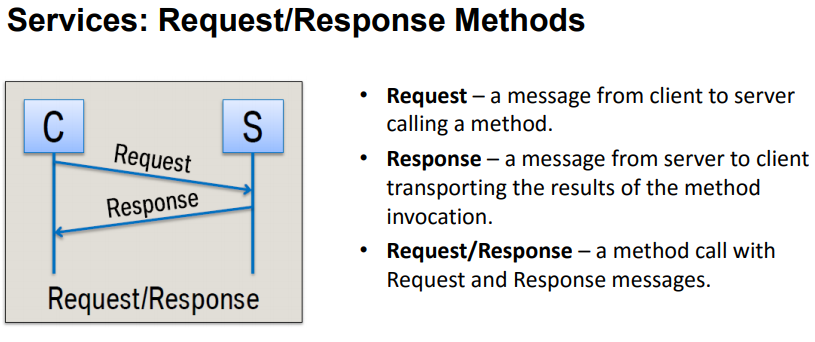 Services: Request/Response Methods
C
S
Request
Response
Request/Response
• Request – a message from client to server
calling a method.
• Response – a message from server to client
transporting the results of the method
invocation.
• Request/Response – a method call with
Request and Response messages.